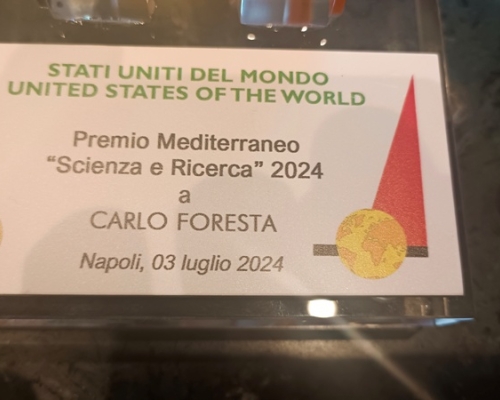 STATI UNITI DEL MONDO
UNITED STATES OF THE WORLD
Premio Mediterraneo
“Scienza e Ricerca” 2024
a
CARLO FORESTA
Napoli, 03 luglio 2024